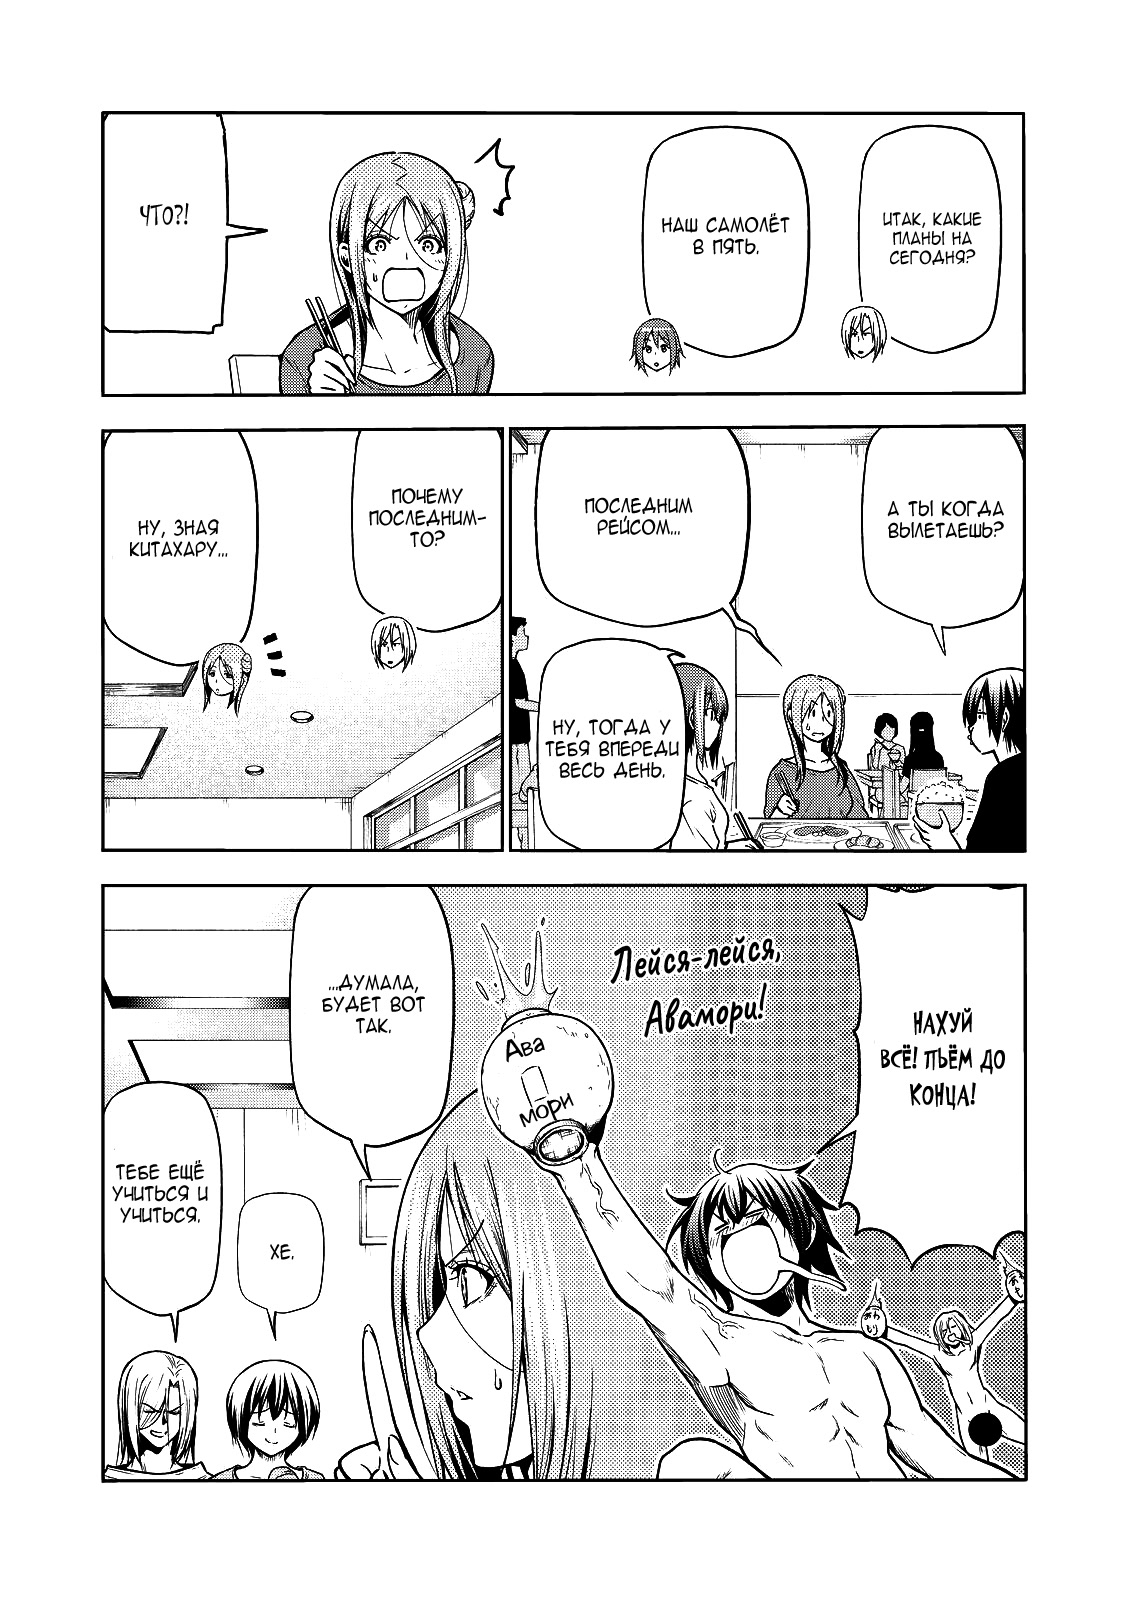 ИТАК, КАКИЕ
ПЛАНЫ НА
СЕГОДНЯ?
НАШ САМОЛЁТ
В ПЯТЬ.
ЧТО?!
А ТЫ КОГДА
ВЫЛЕТАЕШЬ?
ПОСЛЕДНИМ
РЕЙСОМ...
НУ, ТОГДА У
ТЕБЯ ВПЕРЕДИ
ВЕСЬ ДЕНЬ.
ПОЧЕМУ
ПОСЛЕДНИМ-
ТО?
НУ, ЗНАЯ
КИТАХАРУ...
НАХУЙ
ВСЁ! ПЬЁМ ДО
КОНЦА!
Лейся-лейся,
Авамори!
Ава
мори
...ДУМАЛА,
БУДЕТ ВОТ
ТАК.
ХЕ.
ТЕБЕ ЕЩЁ
УЧИТЬСЯ И
УЧИТЬСЯ.